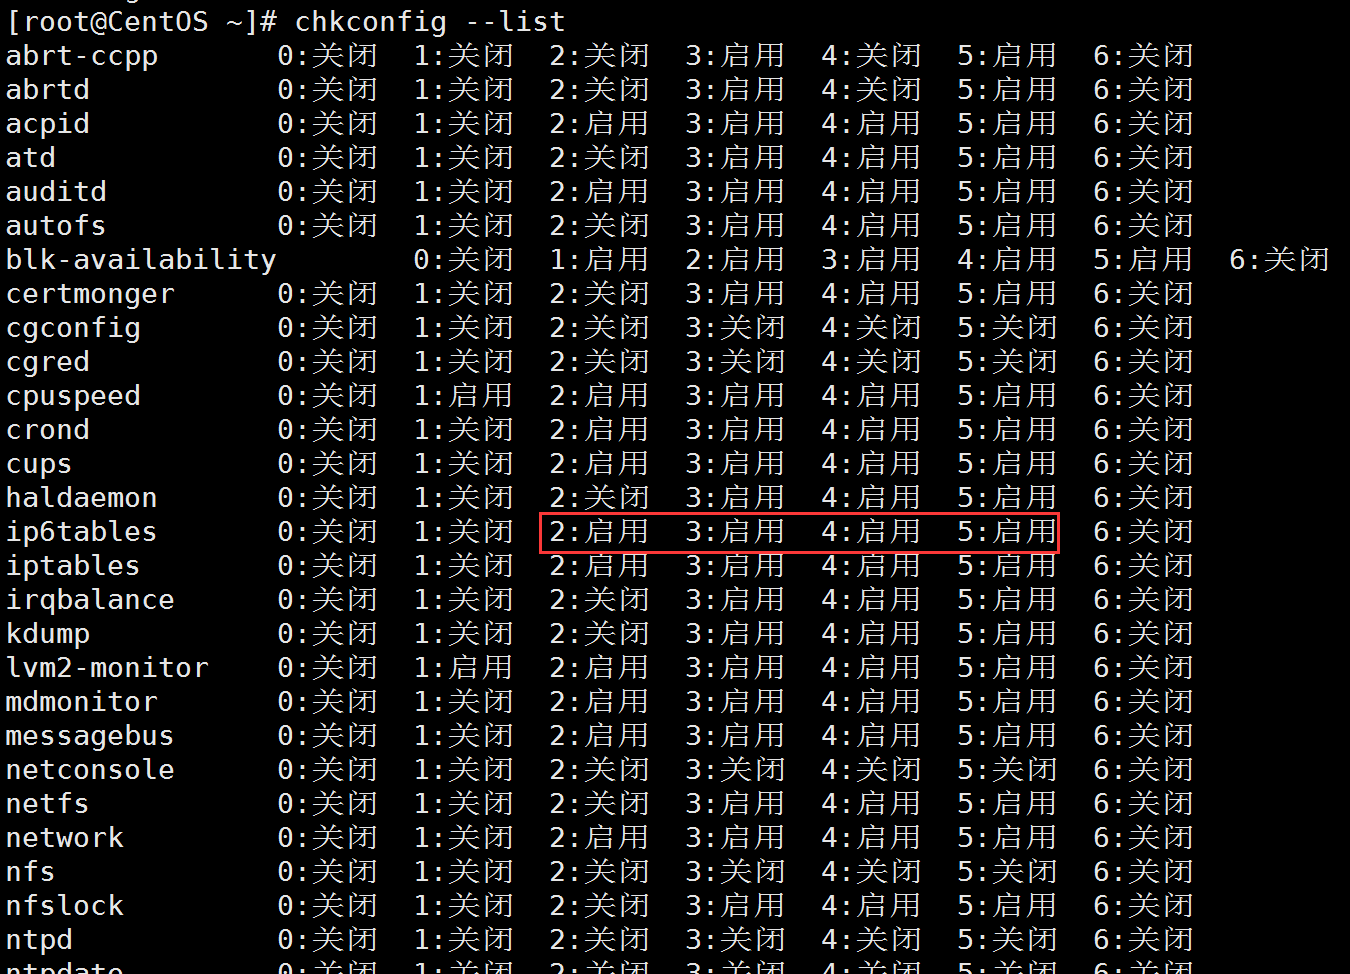 [root@CentOS ~]# chkconfig --list
abrt-ccpp 0:关闭 1:关闭 2:关闭 3:启用 4:关闭 5:启用 6:关闭
abrtd 0:关闭 1:关闭 2:关闭 3:启用 4:关闭 5:启用 6:关闭
acpid 0:关闭 1:关闭 2:启用 3:启用 4:启用 5:启用 6:关闭
atd 0:关闭 1:关闭 2:关闭 3:启用 4:启用 5:启用 6:关闭
auditd 0:关闭 1:关闭 2:启用 3:启用 4:启用 5:启用 6:关闭
autofs 0:关闭 1:关闭 2:关闭 3:启用 4:启用 5:启用 6:关闭
blk-availability 0:关闭 1:启用 2:启用 3:启用 4:启用 5:启用 6:关闭
certmonger 0:关闭 1:关闭 2:关闭 3:启用 4:启用 5:启用 6:关闭
cgconfig 0:关闭 1:关闭 2:关闭 3:关闭 4:关闭 5:关闭 6:关闭
cgred 0:关闭 1:关闭 2:关闭 3:关闭 4:关闭 5:关闭 6:关闭
cpuspeed 0:关闭 1:启用 2:启用 3:启用 4:启用 5:启用 6:关闭
crond 0:关闭 1:关闭 2:启用 3:启用 4:启用 5:启用 6:关闭
cups 0:关闭 1:关闭 2:启用 3:启用 4:启用 5:启用 6:关闭
haldaemon 0:关闭 1:关闭 2:关闭 3:启用 4:启用 5:启用 6:关闭
ip6tables 0:关闭 1:关闭 2:启用 3:启用 4:启用 5:启用 6:关闭
iptables 0:关闭 1:关闭 2:启用 3:启用 4:启用 5:启用 6:关闭
irqbalance 0:关闭 1:关闭 2:关闭 3:启用 4:启用 5:启用 6:关闭
kdump 0:关闭 1:关闭 2:关闭 3:启用 4:启用 5:启用 6:关闭
lvm2-monitor 0:关闭 1:启用 2:启用 3:启用 4:启用 5:启用 6:关闭
mdmonitor 0:关闭 1:关闭 2:启用 3:启用 4:启用 5:启用 6:关闭
messagebus 0:关闭 1:关闭 2:启用 3:启用 4:启用 5:启用 6:关闭
netconsole 0:关闭 1:关闭 2:关闭 3:关闭 4:关闭 5:关闭 6:关闭
netfs 0:关闭 1:关闭 2:关闭 3:启用 4:启用 5:启用 6:关闭
network 0:关闭 1:关闭 2:启用 3:启用 4:启用 5:启用 6:关闭
nfs 0:关闭 1:关闭 2:关闭 3:关闭 4:关闭 5:关闭 6:关闭
nfslock 0:关闭 1:关闭 2:关闭 3:启用 4:启用 5:启用 6:关闭
ntpd 0:关闭 1:关闭 2:关闭 3:关闭 4:关闭 5:关闭 6:关闭
ntpdate 0:关闭 1:关闭 2:关闭 3:关闭 4:关闭 5:关闭 6:关闭